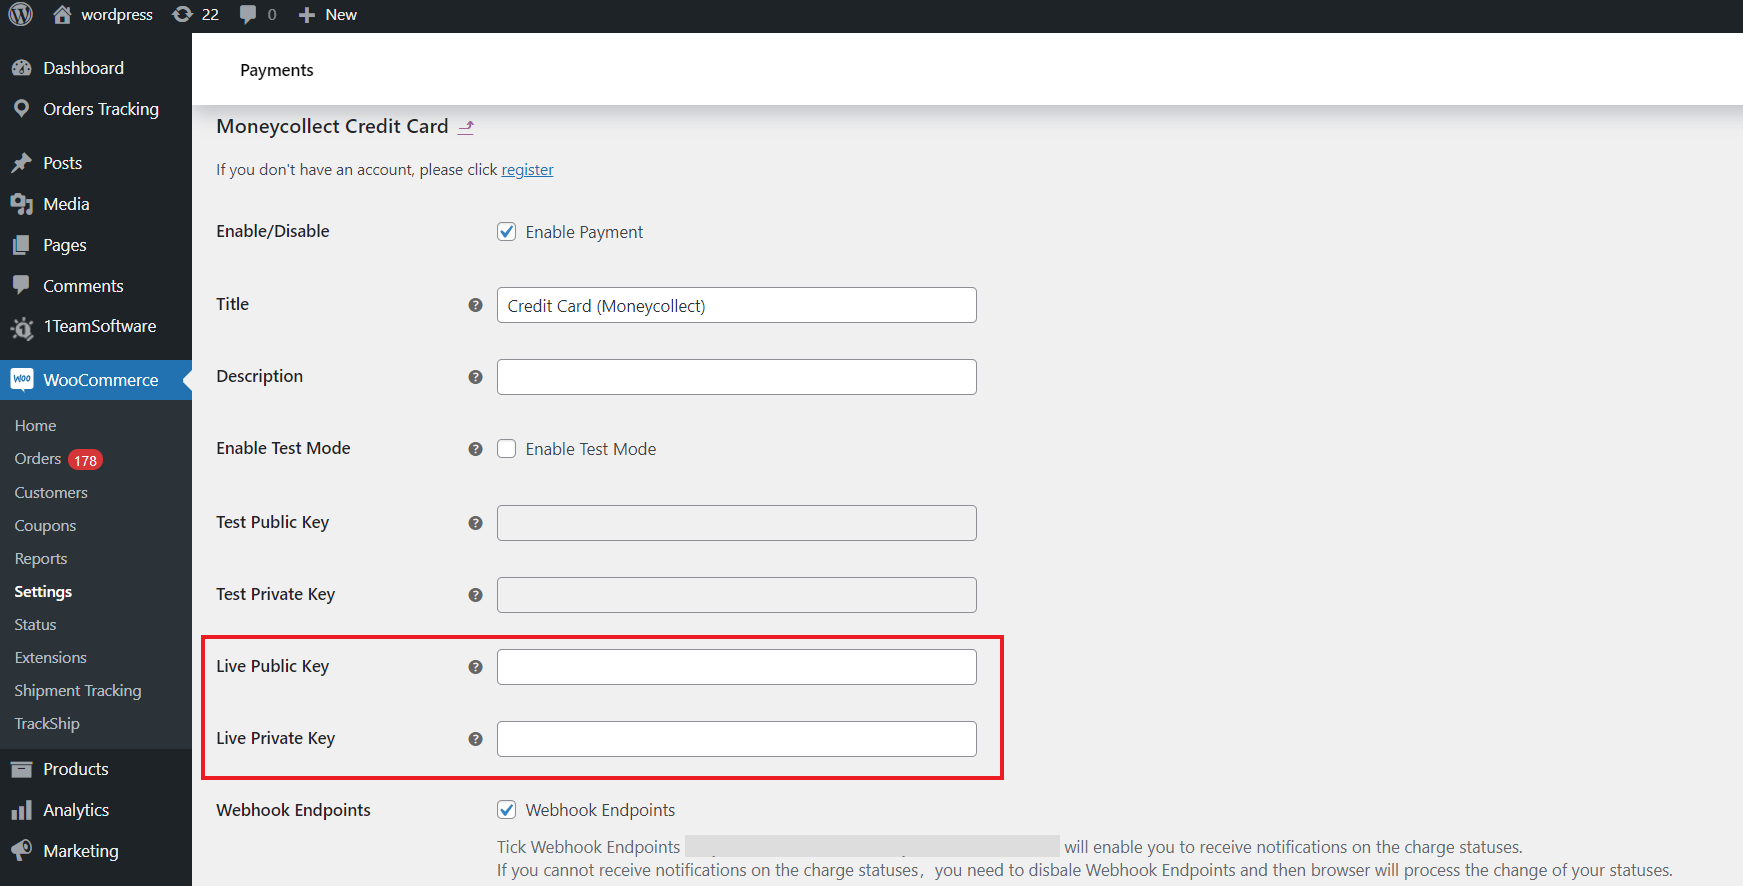 wordpress 22 0 New
Dashboard
Orders Tracking
Posts
Media
Pages
Comments
1TeamSoftware
Woo WooCommerce
Home
Orders 178
Customers
Coupons
Reports
Settings
Status
Extensions
Shipment Tracking
TrackShip
Products
Analytics
Marketing
Payments
Moneycollect Credit Card
If you don't have an account, please click register
Enable/Disable Enable Payment
Title ? Credit Card (Moneycollect)
Description ?
Enable Test Mode ? Enable Test Mode
Test Public Key ?
Test Private Key ?
Live Public Key ?
Live Private Key ?
Webhook Endpoints Webhook Endpoints
Tick Webhook Endpoints will enable you to receive notifications on the charge statuses.
If you cannot receive notifications on the charge statuses，you need to disbale Webhook Endpoints and then browser will process the change of your statuses.